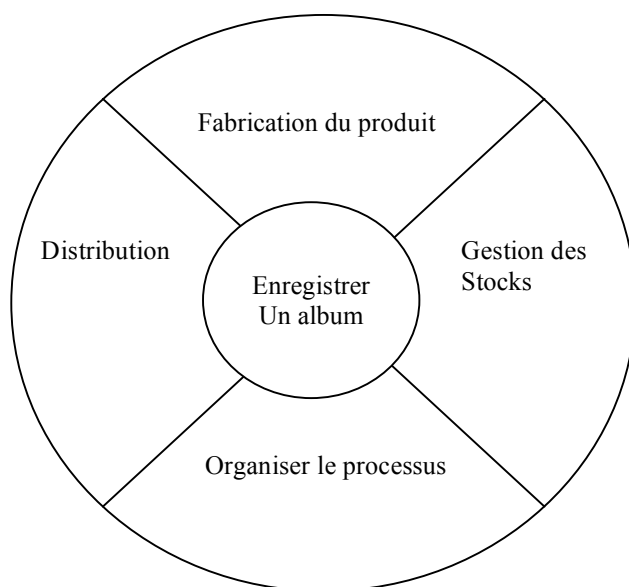 Fabrication du produit
Distribution
Enregistrer
Un album
Gestion des
Stocks
Organiser le processus